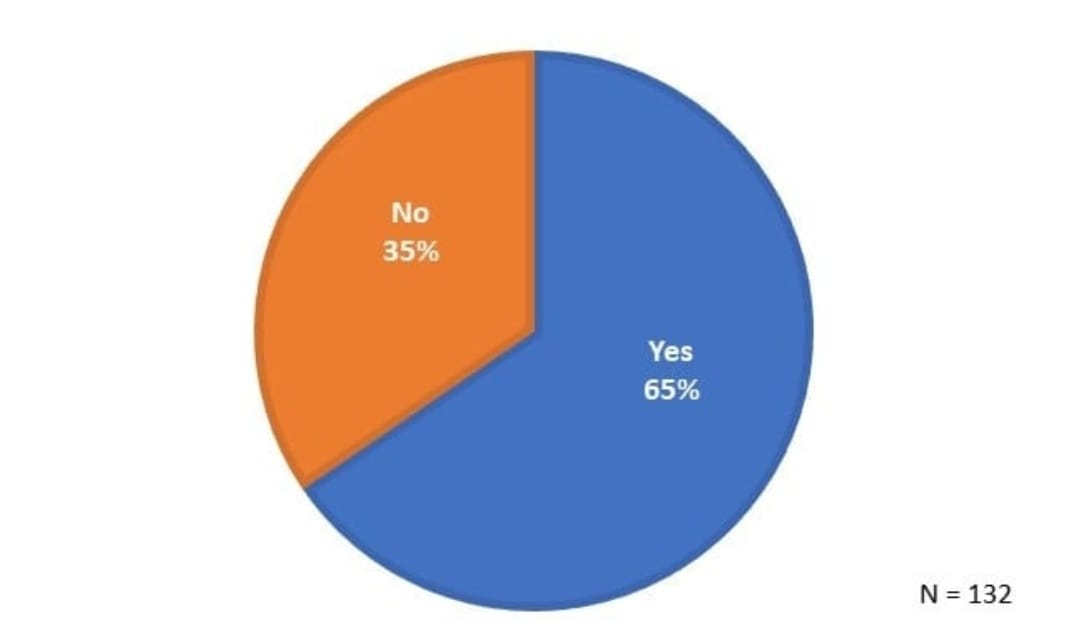 No
35%
Yes
65%
N = 132